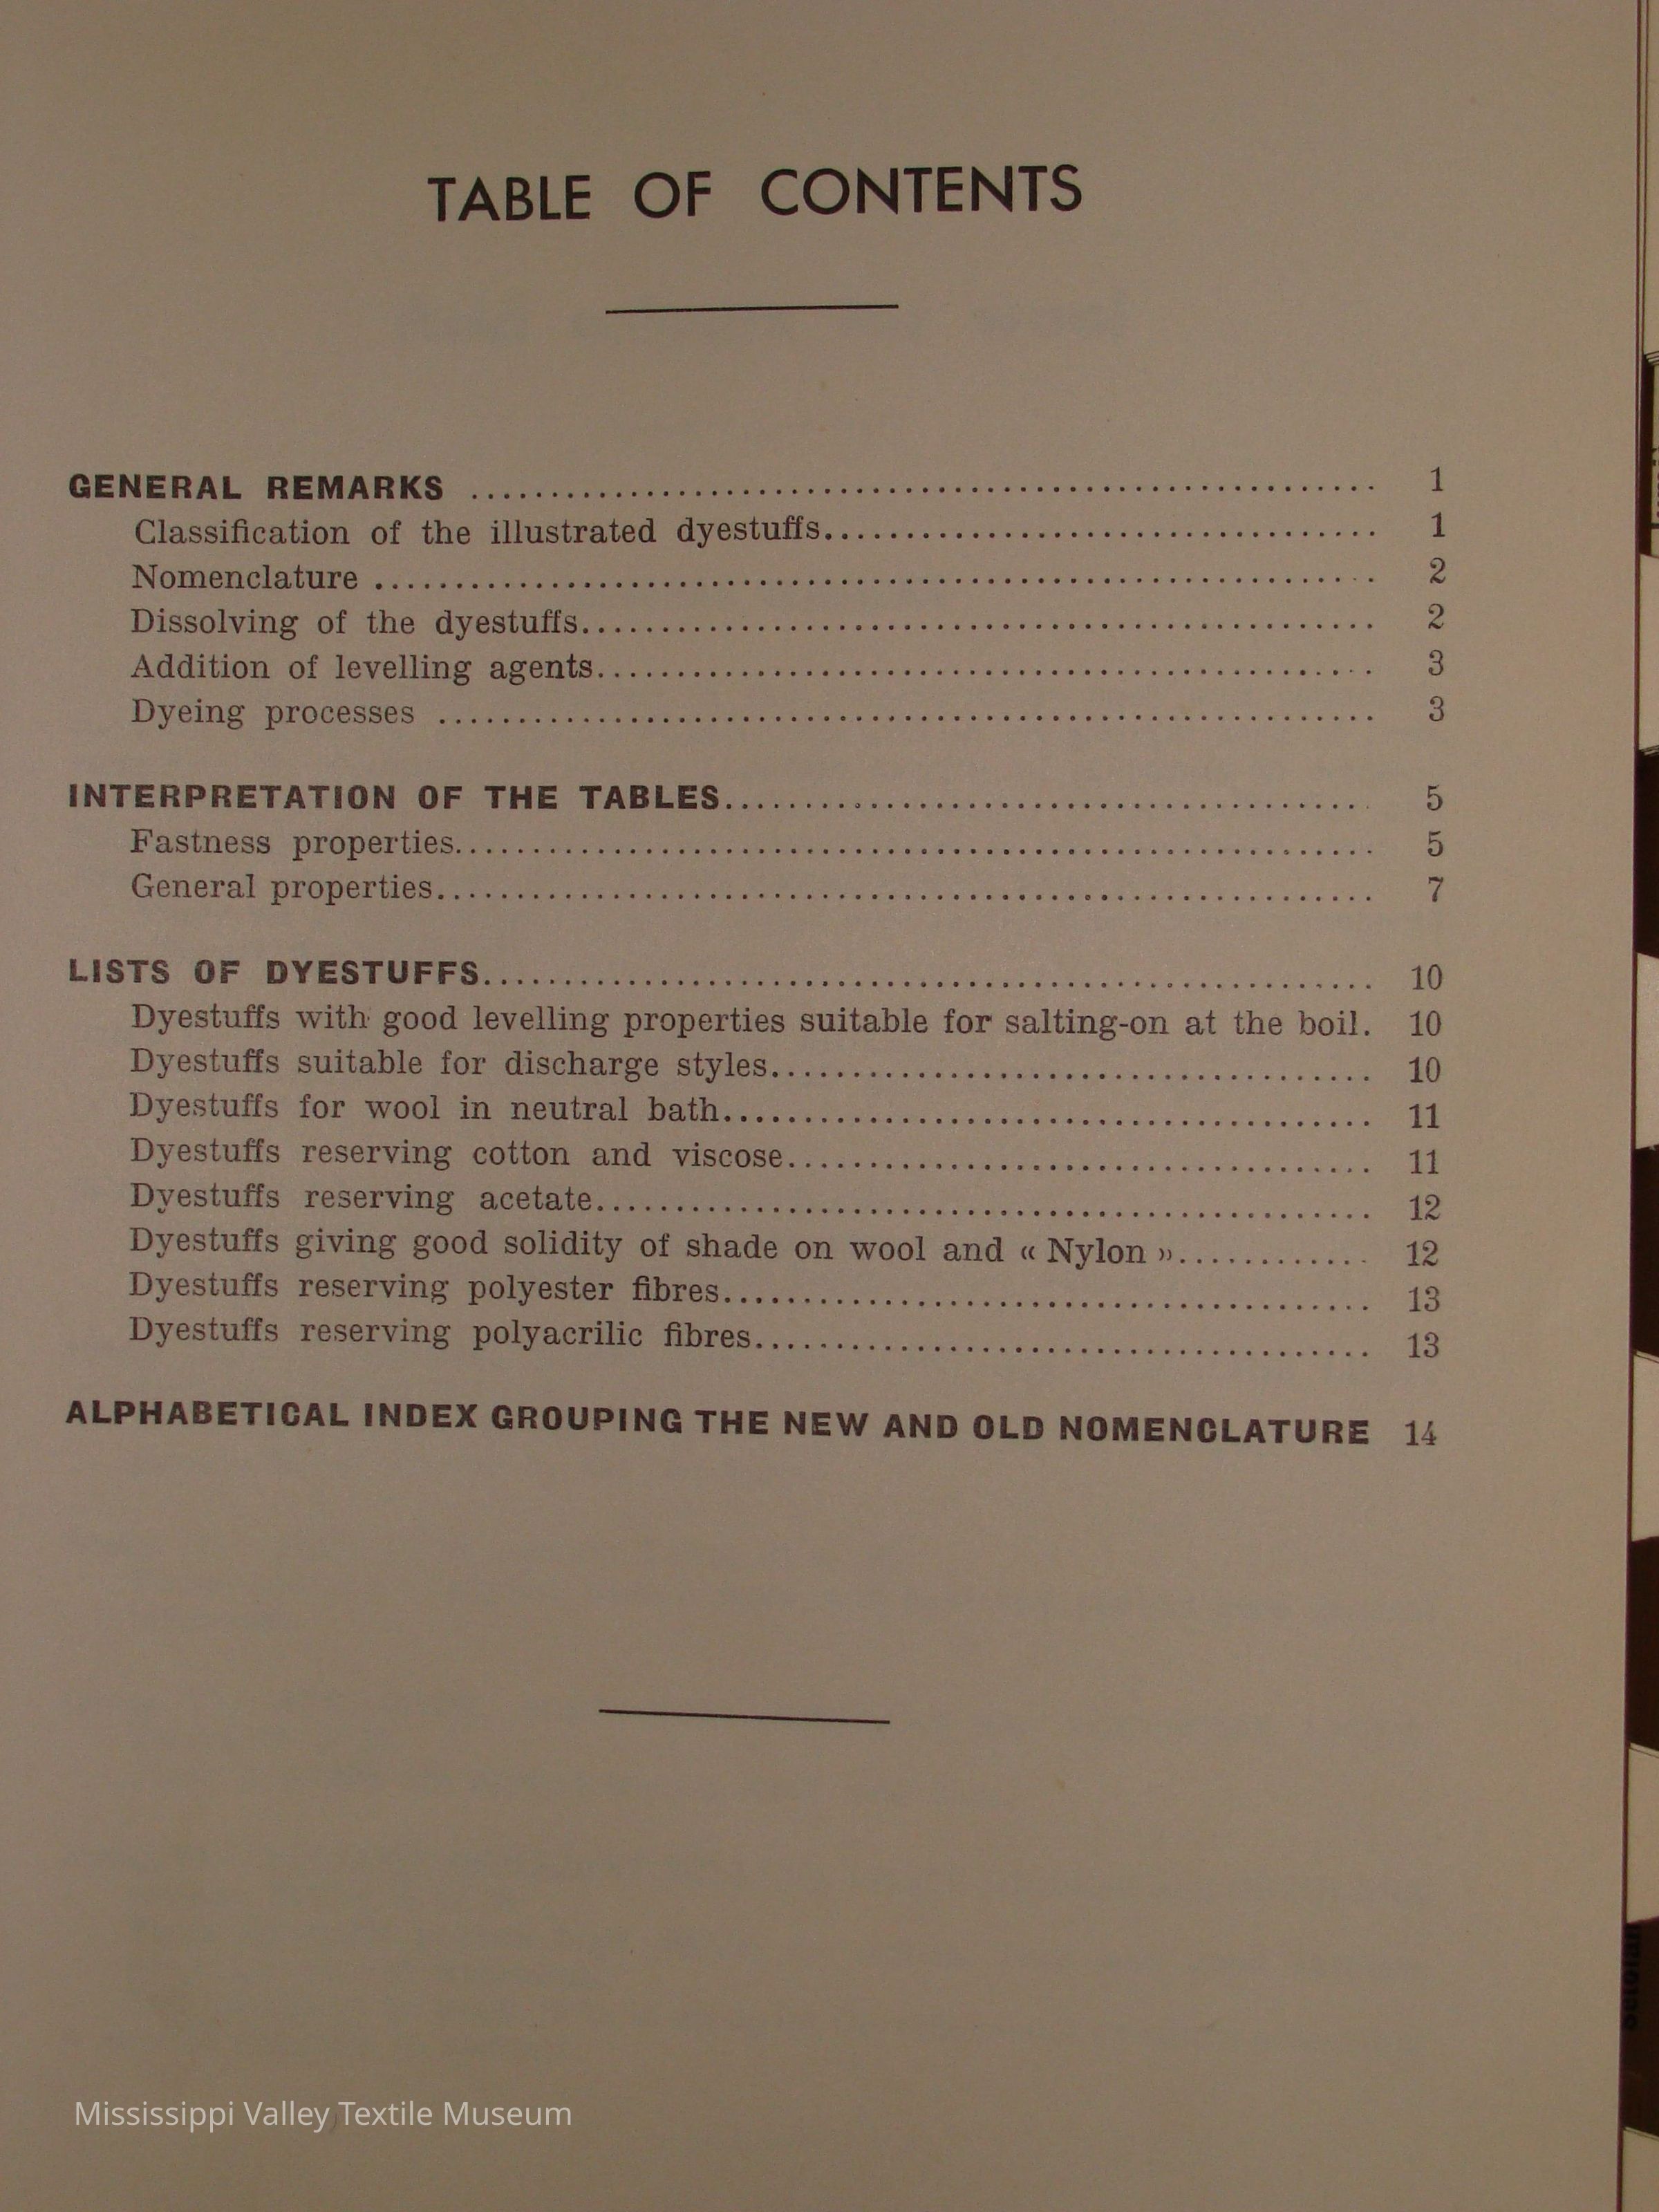 TABLE OF CONTENTS
GENERAL REMARKS ........................................ 1
Classification of the illustrated dyestuffs........................................ 1
Nomenclature ........................................ 2
Dissolving of the dyestuffs........................................ 2
Addition of levelling agents........................................ 3
Dyeing processes ........................................ 3
INTERPRETATION OF THE TABLES........................................ 5
Fastness properties........................................ 5
General properties........................................ 7
LISTS OF DYESTUFFS........................................ 10
Dyestuffs with good levelling properties suitable for salting-on at the boil. 10
Dyestuffs suitable for discharge styles........................................ 10
Dyestuffs for wool in neutral bath........................................ 11
Dyestuffs reserving cotton and viscose........................................ 11
Dyestuffs reserving acetate........................................ 12
Dyestuffs giving good solidity of shade on wool and « Nylon »............ 12
Dyestuffs reserving polyester fibres........................................ 13
Dyestuffs reserving polyacrilic fibres........................................ 13
ALPHABETICAL INDEX GROUPING THE NEW AND OLD NOMENCLATURE 14
Mississippi Valley Textile Museum